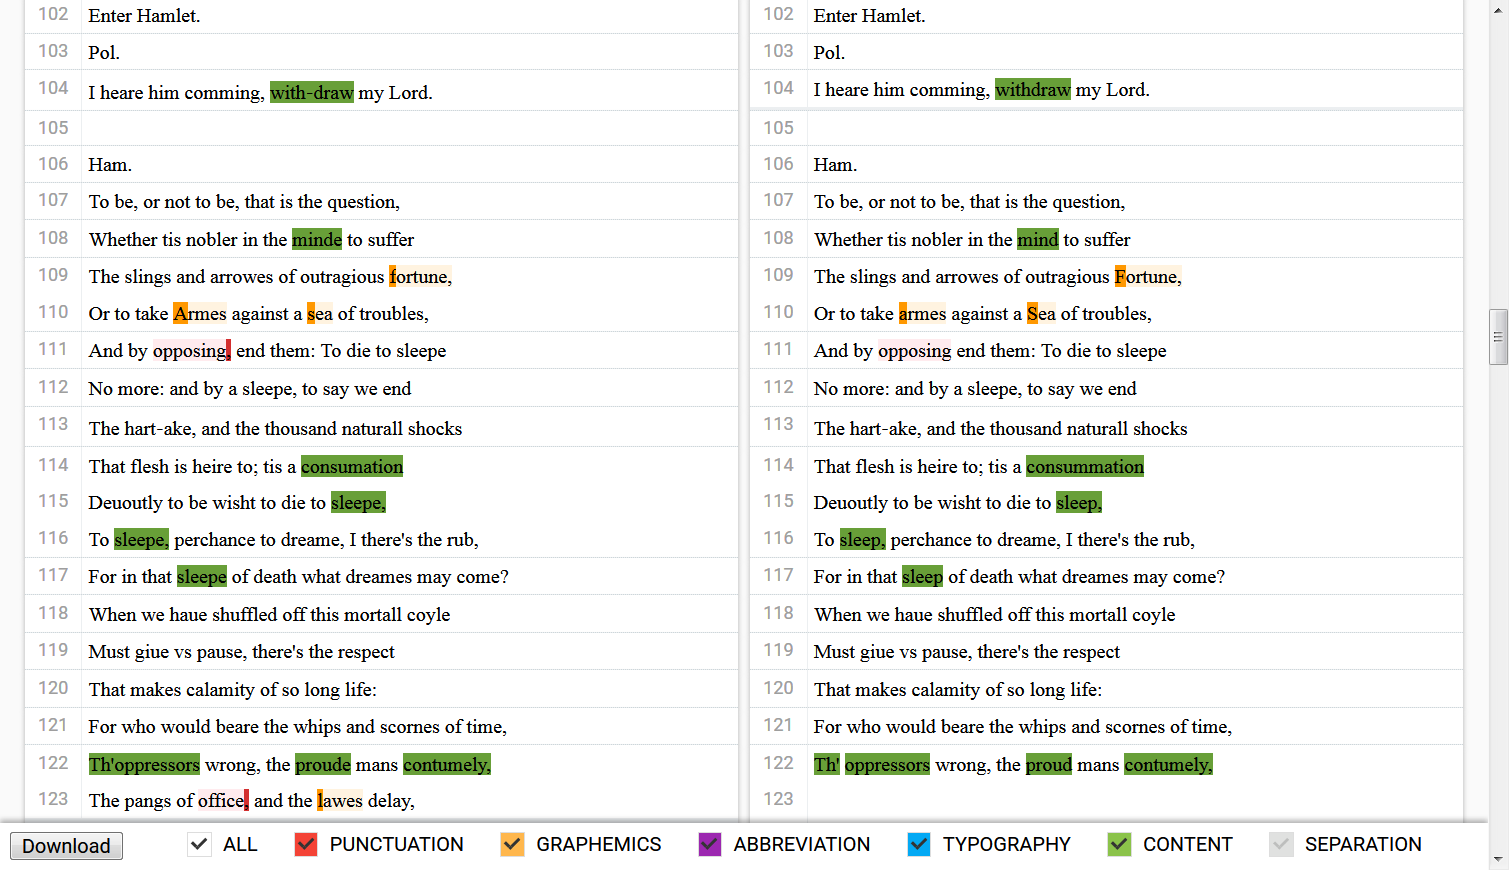 102 Enter Hamlet.
103 Pol.
104 I heare him comming, with-draw my Lord.
105
106 Ham.
107 To be, or not to be, that is the question,
108 Whether tis nobler in the minde to suffer
109 The slings and arrowes of outragious fortune,
110 Or to take Armes against a sea of troubles,
111 And by opposing, end them: To die to sleepe
112 No more: and by a sleepe, to say we end
113 The hart-ake, and the thousand naturall shocks
114 That flesh is heire to; tis a consumation
115 Deuoutly to be wisht to die to sleepe,
116 To sleepe, perchance to dreame, I there's the rub,
117 For in that sleepe of death what dreames may come?
118 When we haue shuffled off this mortall coyle
119 Must giue vs pause, there's the respect
120 That makes calamity of so long life:
121 For who would beare the whips and scornes of time,
122 Th'oppressors wrong, the proude mans contumely,
123 The pangs of office, and the lawes delay,
102 Enter Hamlet.
103 Pol.
104 I heare him comming, withdraw my Lord.
105
106 Ham.
107 To be, or not to be, that is the question,
108 Whether tis nobler in the mind to suffer
109 The slings and arrowes of outragious Fortune,
110 Or to take armes against a Sea of troubles,
111 And by opposing end them: To die to sleepe
112 No more: and by a sleepe, to say we end
113 The hart-ake, and the thousand naturall shocks
114 That flesh is heire to; tis a consummation
115 Deuoutly to be wisht to die to sleep,
116 To sleep, perchance to dreame, I there's the rub,
117 For in that sleep of death what dreames may come?
118 When we haue shuffled off this mortall coyle
119 Must giue vs pause, there's the respect
120 That makes calamity of so long life:
121 For who would beare the whips and scornes of time,
122 Th' oppressors wrong, the proud mans contumely,
123
Download ALL PUNCTUATION GRAPHEMICS ABBREVIATION TYPOGRAPHY CONTENT SEPARATION